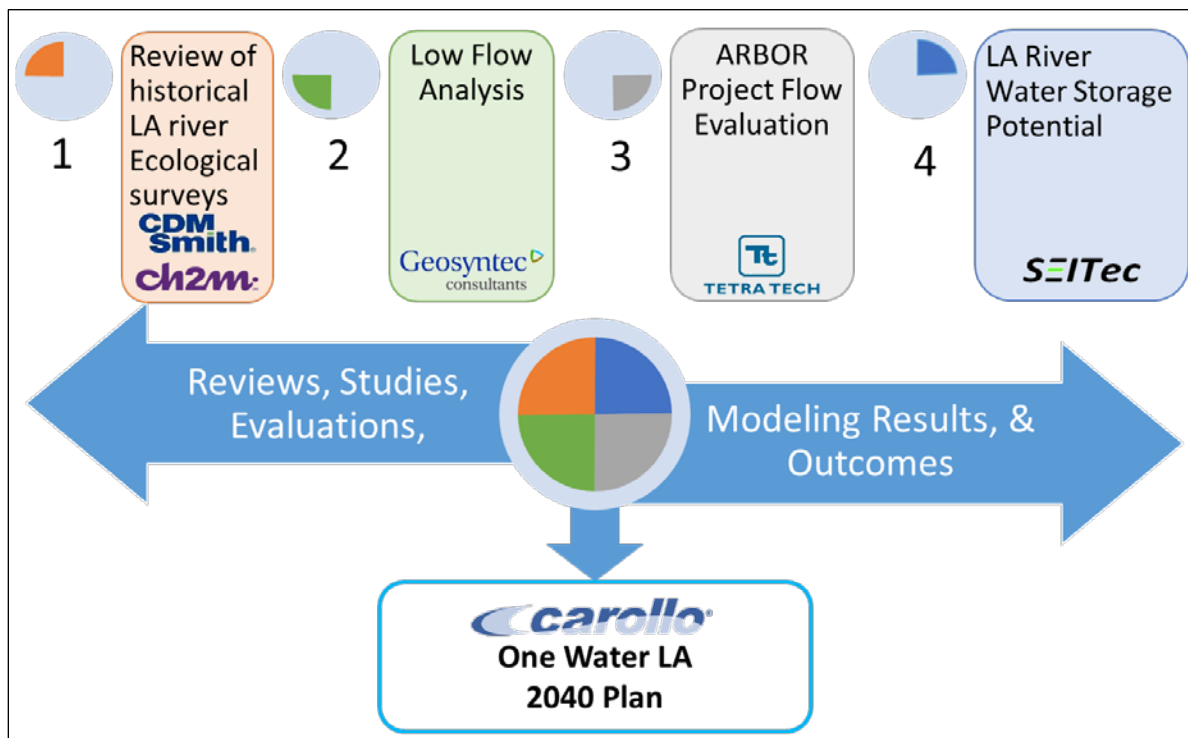 1
Review of
historical
LA river
Ecological
surveys
CDM
Smith®
ch2m:
2
Low Flow
Analysis
Geosyntec
consultants
3
ARBOR
Project Flow
Evaluation
Tt
TETRA TECH
4
LA River
Water Storage
Potential
SEITec
Reviews, Studies,
Evaluations,
Modeling Results, &
Outcomes
carollo®
One Water LA
2040 Plan